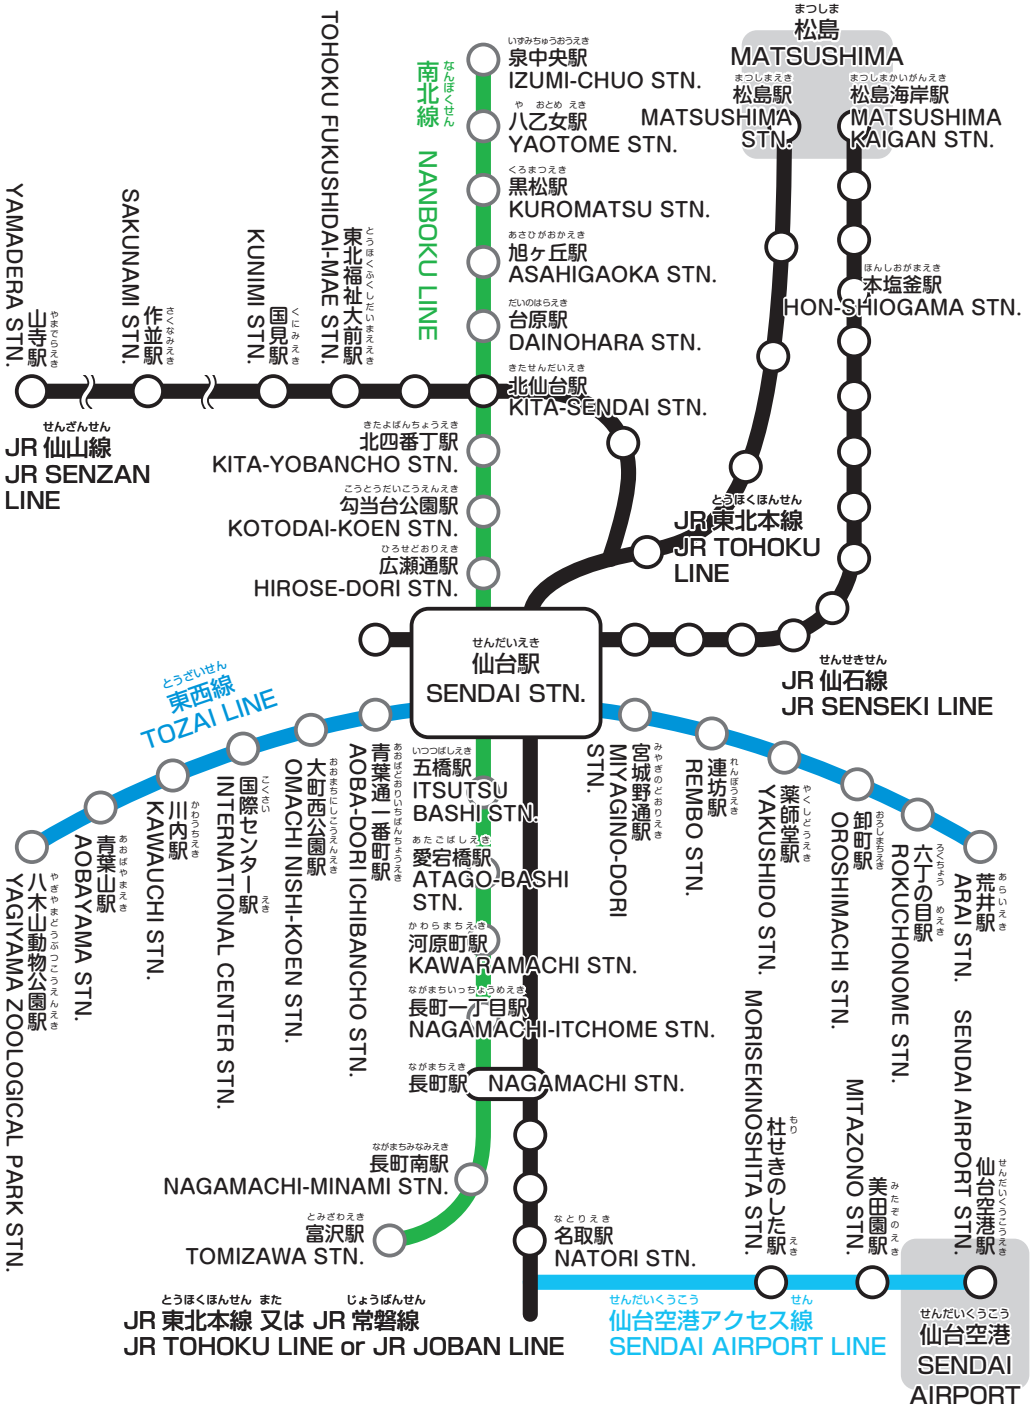 まつしま
松島
MATSUSHIMA
まつしまえき
松島駅
MATSUSHIMA
STN.
まつしまかいがんえき
松島海岸駅
MATSUSHIMA
KAIGAN STN.
ほんしおがまえき
本塩釜駅
HON-SHIOGAMA STN.
なんぼくせん
南北線
NANBOKU LINE
いずみちゅうおうえき
泉中央駅
IZUMI-CHUO STN.
や おとめ えき
八乙女駅
YAOTOME STN.
くろまつえき
黒松駅
KUROMATSU STN.
あさひがおかえき
旭ヶ丘駅
ASAHIGAOKA STN.
だいのはらえき
台原駅
DAINOHARA STN.
きたせんだいえき
北仙台駅
KITA-SENDAI STN.
やまでらえき
山寺駅
YAMADERA STN.
さくなみえき
作並駅
SAKUNAMI STN.
くにみえき
国見駅
KUNIMI STN.
とうほくふくしだいまええき
東北福祉大前駅
TOHOKU FUKUSHIDAI-MAE STN.
せんざんせん
JR 仙山線
JR SENZAN
LINE
きたよばんちょうえき
北四番丁駅
KITA-YOBANCHO STN.
こうとうだいこうえんえき
勾当台公園駅
KOTODAI-KOEN STN.
ひろせどおりえき
広瀬通駅
HIROSE-DORI STN.
とうほくほんせん
JR 東北本線
JR TOHOKU
LINE
せんだいえき
仙台駅
SENDAI STN.
せんせきせん
JR 仙石線
JR SENSEKI LINE
とうざいせん
東西線
TOZAI LINE
やぎやまどうぶつこうえんえき
八木山動物公園駅
YAGIYAMA ZOOLOGICAL PARK STN.
あおばやまえき
青葉山駅
AOBAYAMA STN.
かわうちえき
川内駅
KAWAUCHI STN.
こくさい えき
国際センター駅
INTERNATIONAL CENTER STN.
おおまちにしこうえんえき
大町西公園駅
OMACHI NISHI-KOEN STN.
あおばどおりいちばんちょうえき
青葉通一番町駅
AOBA-DORI ICHIBANCHO STN.
いつつばしえき
五橋駅
ITSUTSU
BASHI STN.
あたごばしえき
愛宕橋駅
ATAGO-BASHI
STN.
かわらまちえき
河原町駅
KAWARAMACHI STN.
ながまちいっちょうめえき
長町一丁目駅
NAGAMACHI-ITCHOME STN.
ながまちえき
長町駅 NAGAMACHI STN.
ながまちみなみえき
長町南駅
NAGAMACHI-MINAMI STN.
とみざわえき
富沢駅
TOMIZAWA STN.
みやぎのどおりえき
宮城野通駅
MIYAGINO-DORI
STN.
れんぼうえき
連坊駅
REMBO STN.
やくしどうえき
薬師堂駅
YAKUSHIDO STN.
おろしまちえき
卸町駅
OROSHIMACHI STN.
ろくちょう めえき
六丁の目駅
ROKUCHONOME STN.
あらいえき
荒井駅
ARAI STN.
なとりえき
名取駅
NATORI STN.
もり えき
杜せきのした駅
MORISEKINOSHITA STN.
みたぞのえき
美田園駅
MITAZONO STN.
せんだいくうこうえき
仙台空港駅
SENDAI AIRPORT STN.
とうほくほんせん また じょうばんせん
JR 東北本線 又は JR 常磐線
JR TOHOKU LINE or JR JOBAN LINE
せんだいくうこう せん
仙台空港アクセス線
SENDAI AIRPORT LINE
せんだいくうこう
仙台空港
SENDAI
AIRPORT